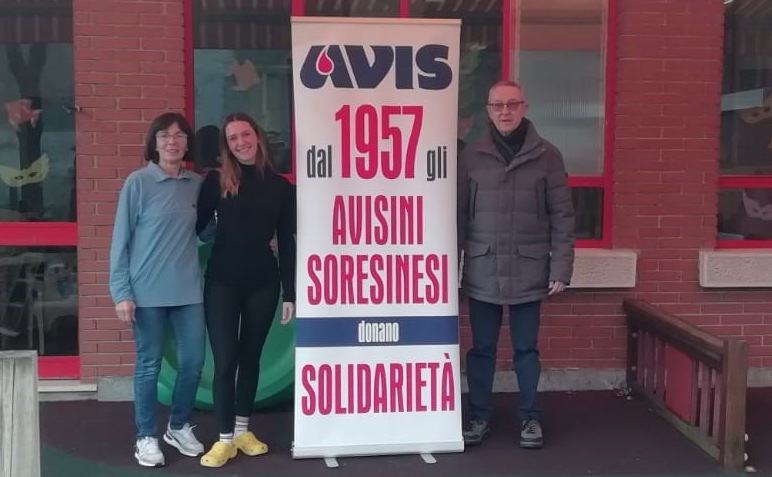 AVIS
dal 1957 gli
AVISINI
SORESINESI
donano
SOLIDARIETÀ